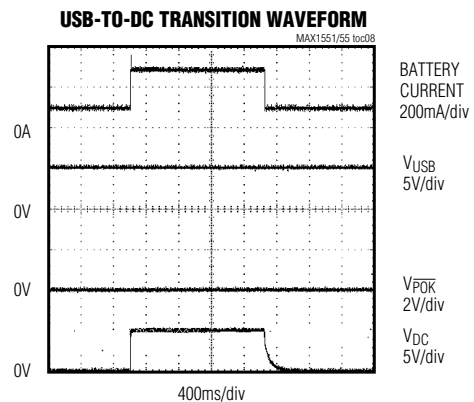 USB-TO-DC TRANSITION WAVEFORM
MAX1551/55 toc08
BATTERY
CURRENT
200mA/div
0A
VUSB
5V/div
0V
0V
VPOK
2V/div
VDC
5V/div
0V
400ms/div